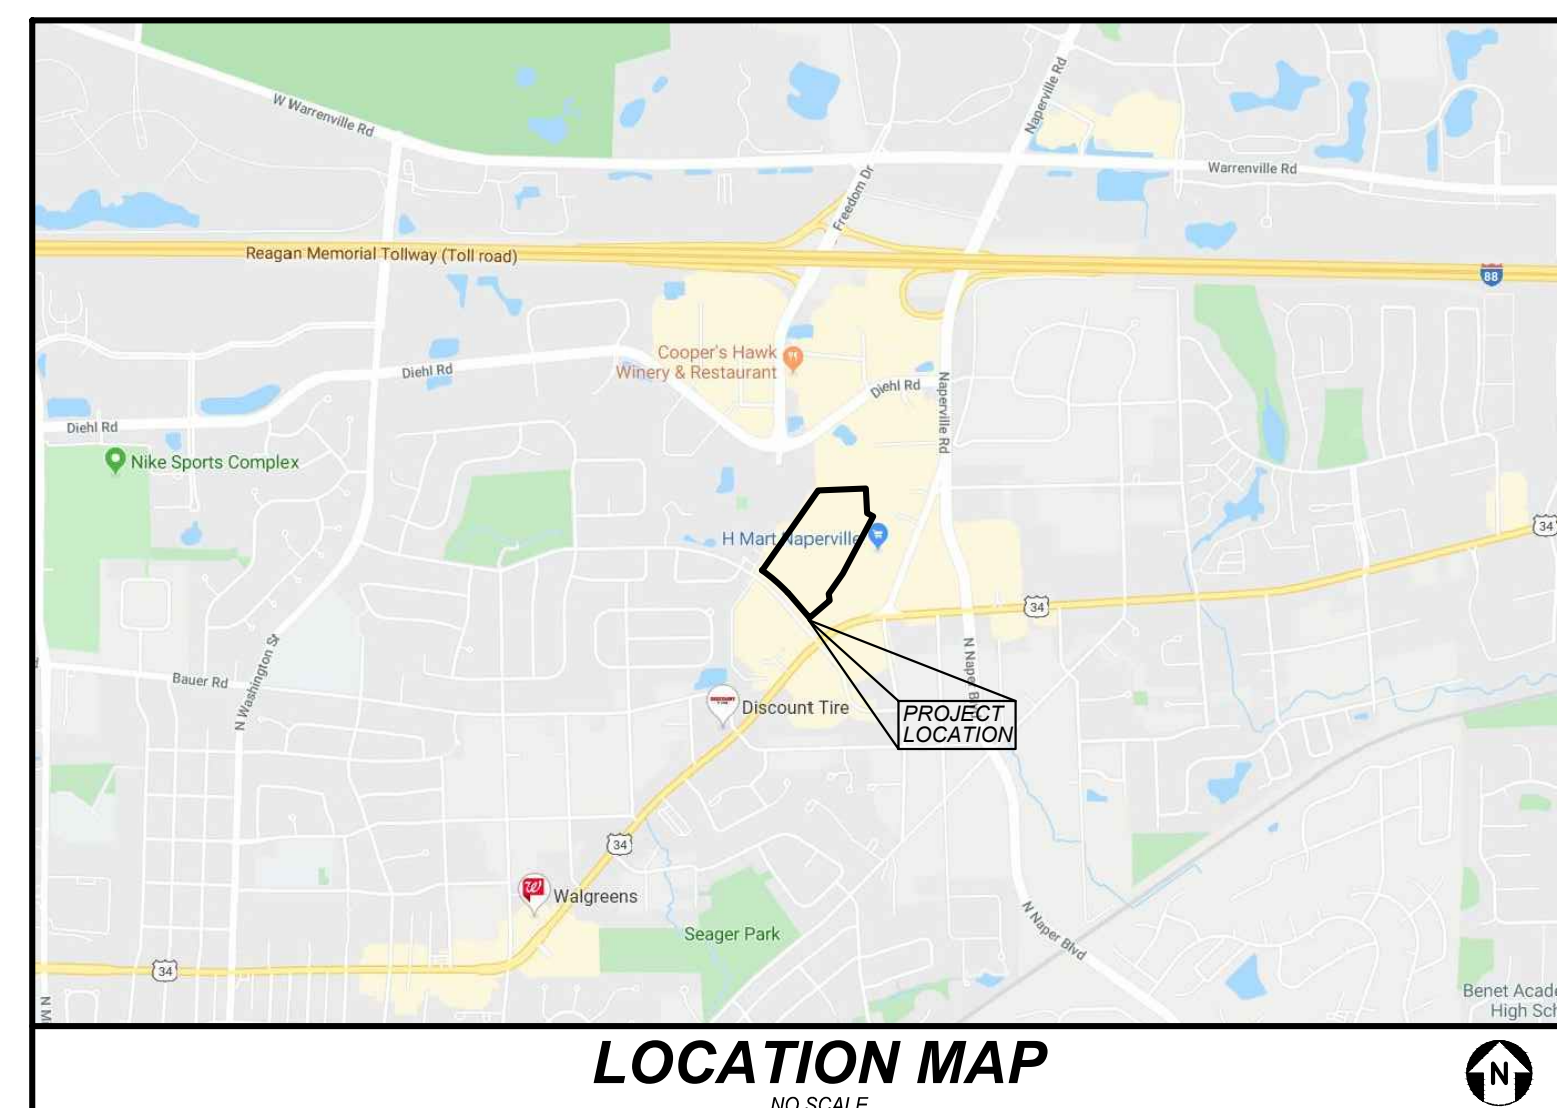 W Warrenville Rd
Naperville Rd
Warrenville Rd
Freedom Dr
Reagan Memorial Tollway (Toll road)
88
Cooper's Hawk
Winery & Restaurant
Diehl Rd
Diehl Rd
Naperville Rd
Diehl Rd
Nike Sports Complex
34
H Mart Naperville
34
N Washington St
Bauer Rd
N Naper Blvd
Discount Tire
PROJECT
LOCATION
34
Walgreens
Seager Park
N Naper Blvd
34
Benet Acade
High Sch
N M
LOCATION MAP
NO SCALE
N